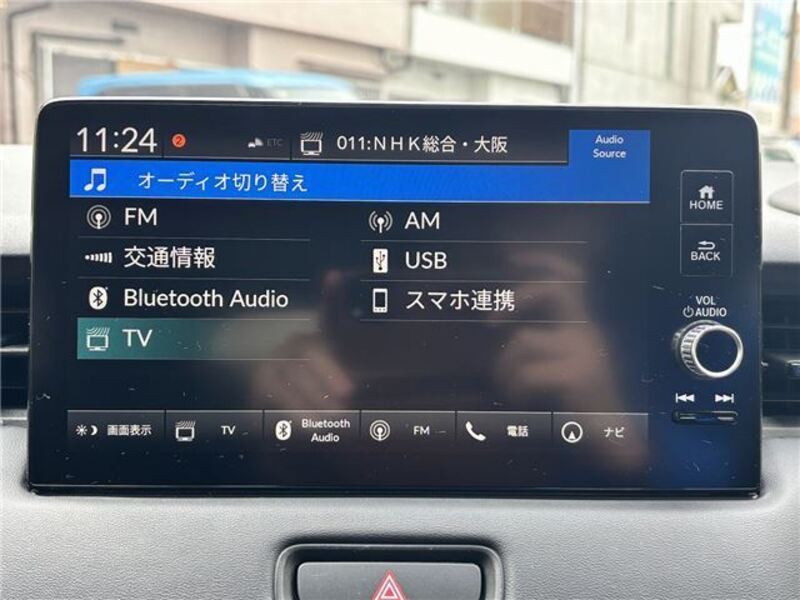 11:24 2 ETC 011:NHK総合・大阪 Audio Source
オーディオ切り替え
FM
AM
交通情報
USB
Bluetooth Audio
スマホ連携
TV
HOME
BACK
VOL
AUDIO
画面表示
TV
Bluetooth
Audio
FM
電話
ナビ